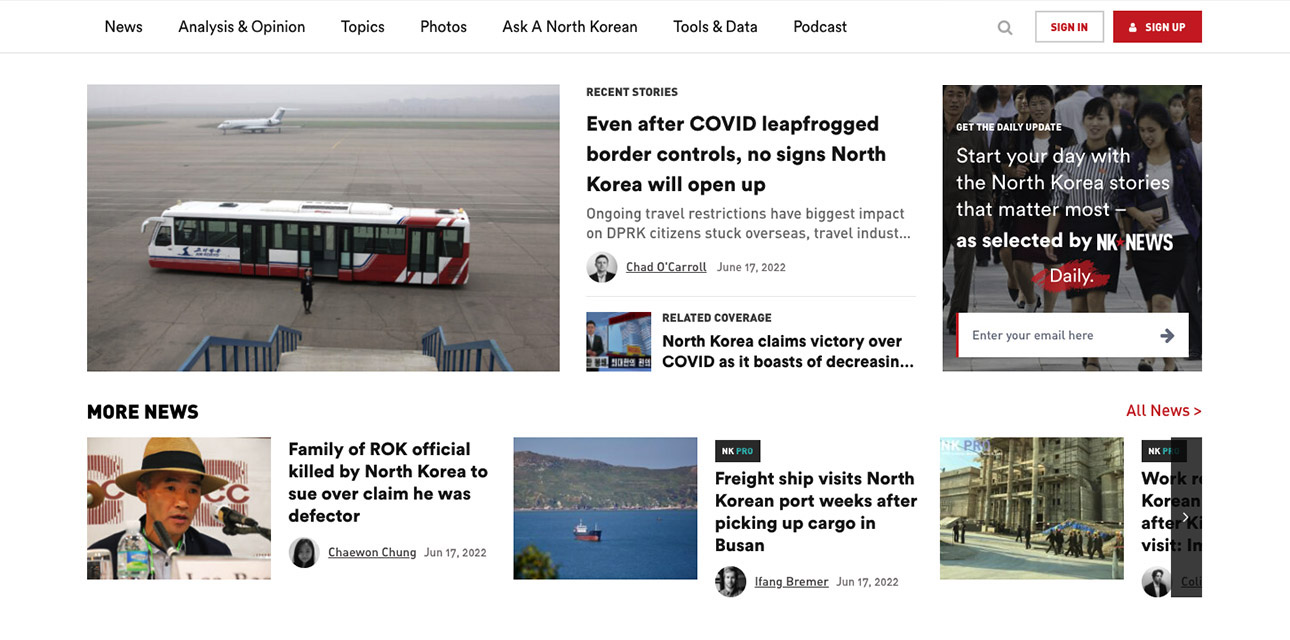 News
Analysis & Opinion
Topics
Photos
Ask A North Korean
Tools & Data
Podcast
SIGN IN
SIGN UP
RECENT STORIES
Even after COVID leapfrogged
border controls, no signs North
Korea will open up
Ongoing travel restrictions have biggest impact
on DPRK citizens stuck overseas, travel indust...
Chad O'Carroll June 17, 2022
RELATED COVERAGE
North Korea claims victory over
COVID as it boasts of decreasin...
GET THE DAILY UPDATE
Start your day with
the North Korea stories
that matter most –
as selected by NK NEWS
Daily.
Enter your email here
MORE NEWS
All News >
Family of ROK official
killed by North Korea to
sue over claim he was
defector
Chaewon Chung Jun 17, 2022
NK PRO
Freight ship visits North
Korean port weeks after
picking up cargo in
Busan
Ifang Bremer Jun 17, 2022
NK PRO
NK PRO
Work r
Korean
after Ki
visit: In
Coli